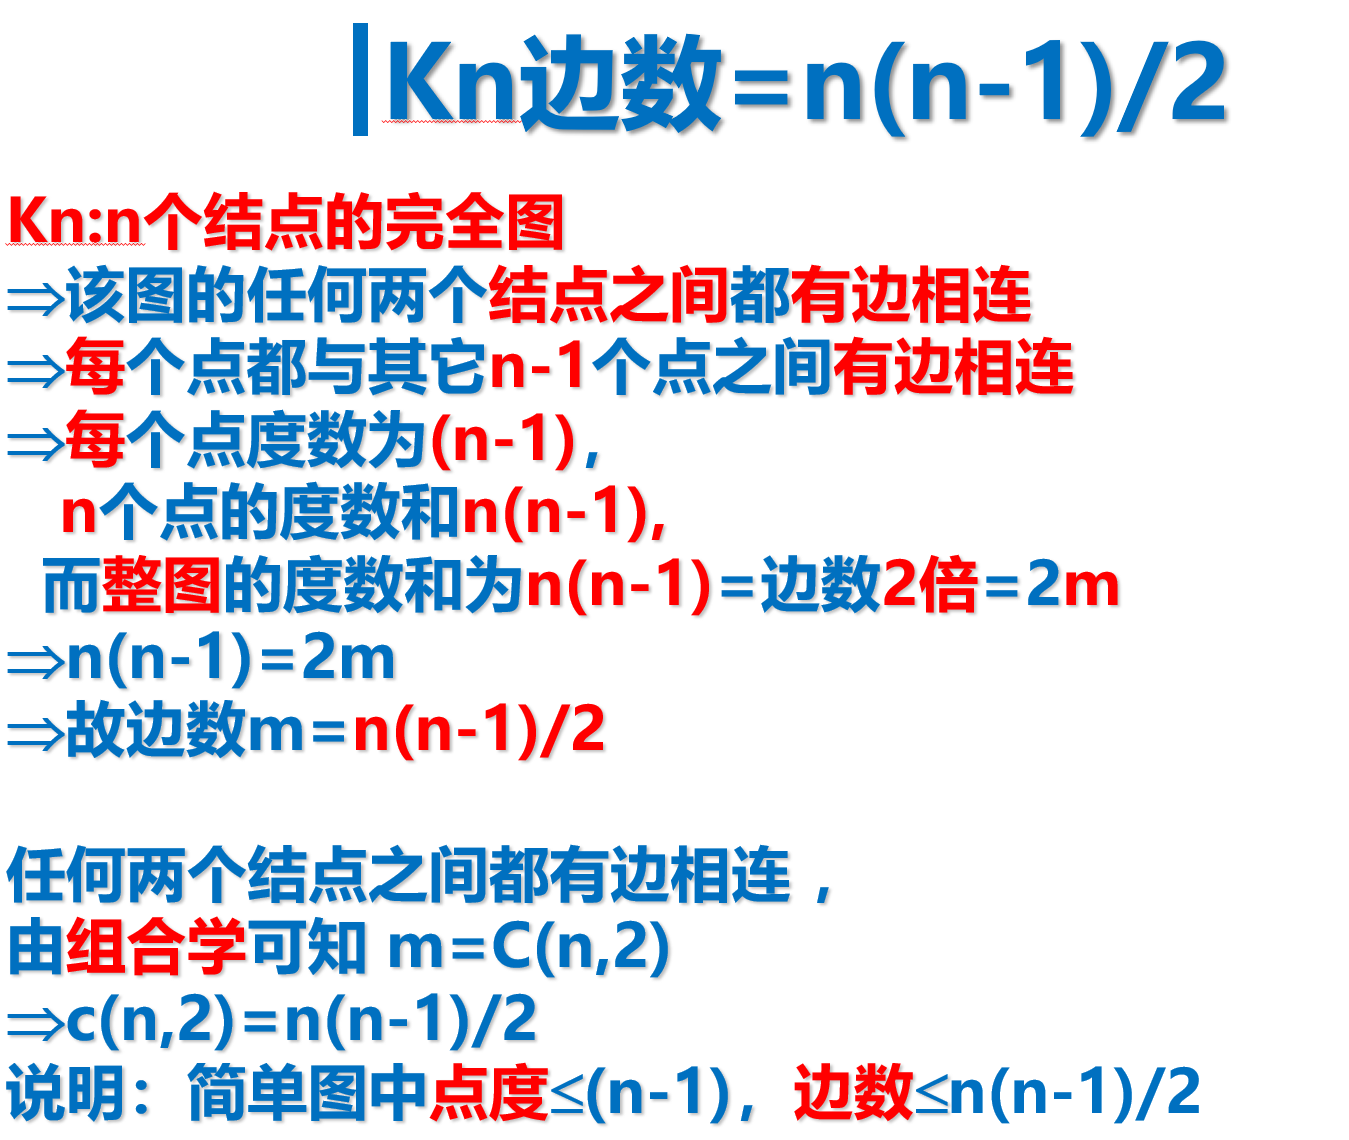 Kn边数=n(n-1)/2
Kn:n个结点的完全图
⇒该图的任何两个结点之间都有边相连
⇒每个点都与其它n-1个点之间有边相连
⇒每个点度数为(n-1),
n个点的度数和n(n-1),
而整图的度数和为n(n-1)=边数2倍=2m
⇒n(n-1)=2m
⇒故边数m=n(n-1)/2
任何两个结点之间都有边相连，
由组合学可知 m=C(n,2)
⇒c(n,2)=n(n-1)/2
说明：简单图中点度≤(n-1)，边数≤n(n-1)/2